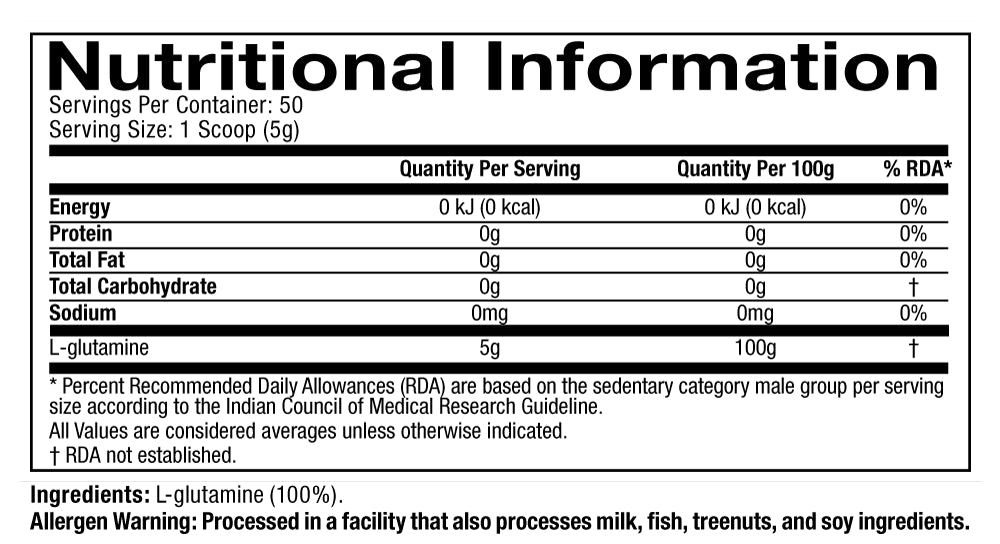 Nutritional Information
Servings Per Container: 50
Serving Size: 1 Scoop (5g)
Quantity Per Serving Quantity Per 100g % RDA*
Energy 0 kJ (0 kcal) 0 kJ (0 kcal) 0%
Protein 0g 0g 0%
Total Fat 0g 0g 0%
Total Carbohydrate 0g 0g †
Sodium 0mg 0mg 0%
L-glutamine 5g 100g †
* Percent Recommended Daily Allowances (RDA) are based on the sedentary category male group per serving
size according to the Indian Council of Medical Research Guideline.
All Values are considered averages unless otherwise indicated.
† RDA not established.
Ingredients: L-glutamine (100%).
Allergen Warning: Processed in a facility that also processes milk, fish, treenuts, and soy ingredients.